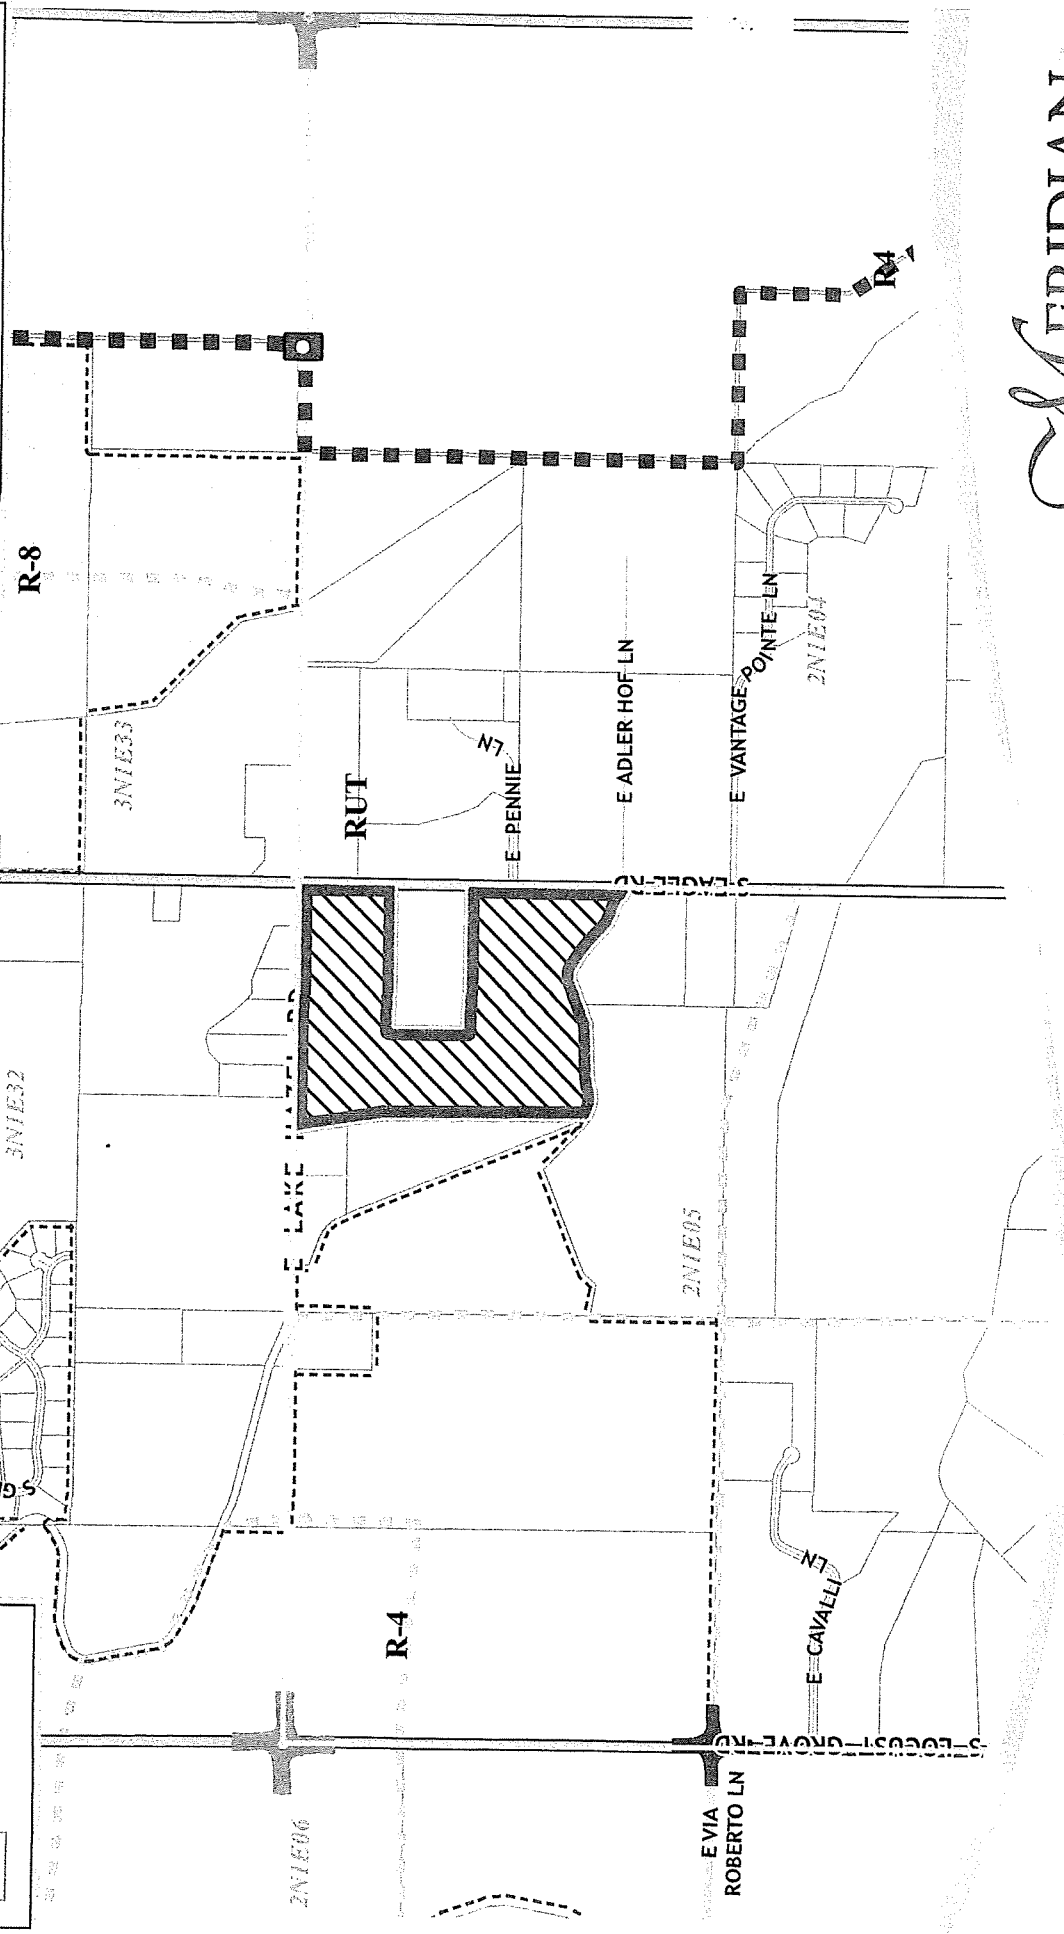 MERIDIAN
R4
R-8
2N1E04
E VANTAGE POINTE LN
E ADLER HOF LN
E PENNIE LN
RUT
3N1E33
S EAGLE RD
3N1E32
E LAKE HAZEL RD
2N1E05
S G
R-4
E CAVALLI LN
S LOCUST GROVE RD
E VIA
ROBERTO LN
2N1E06